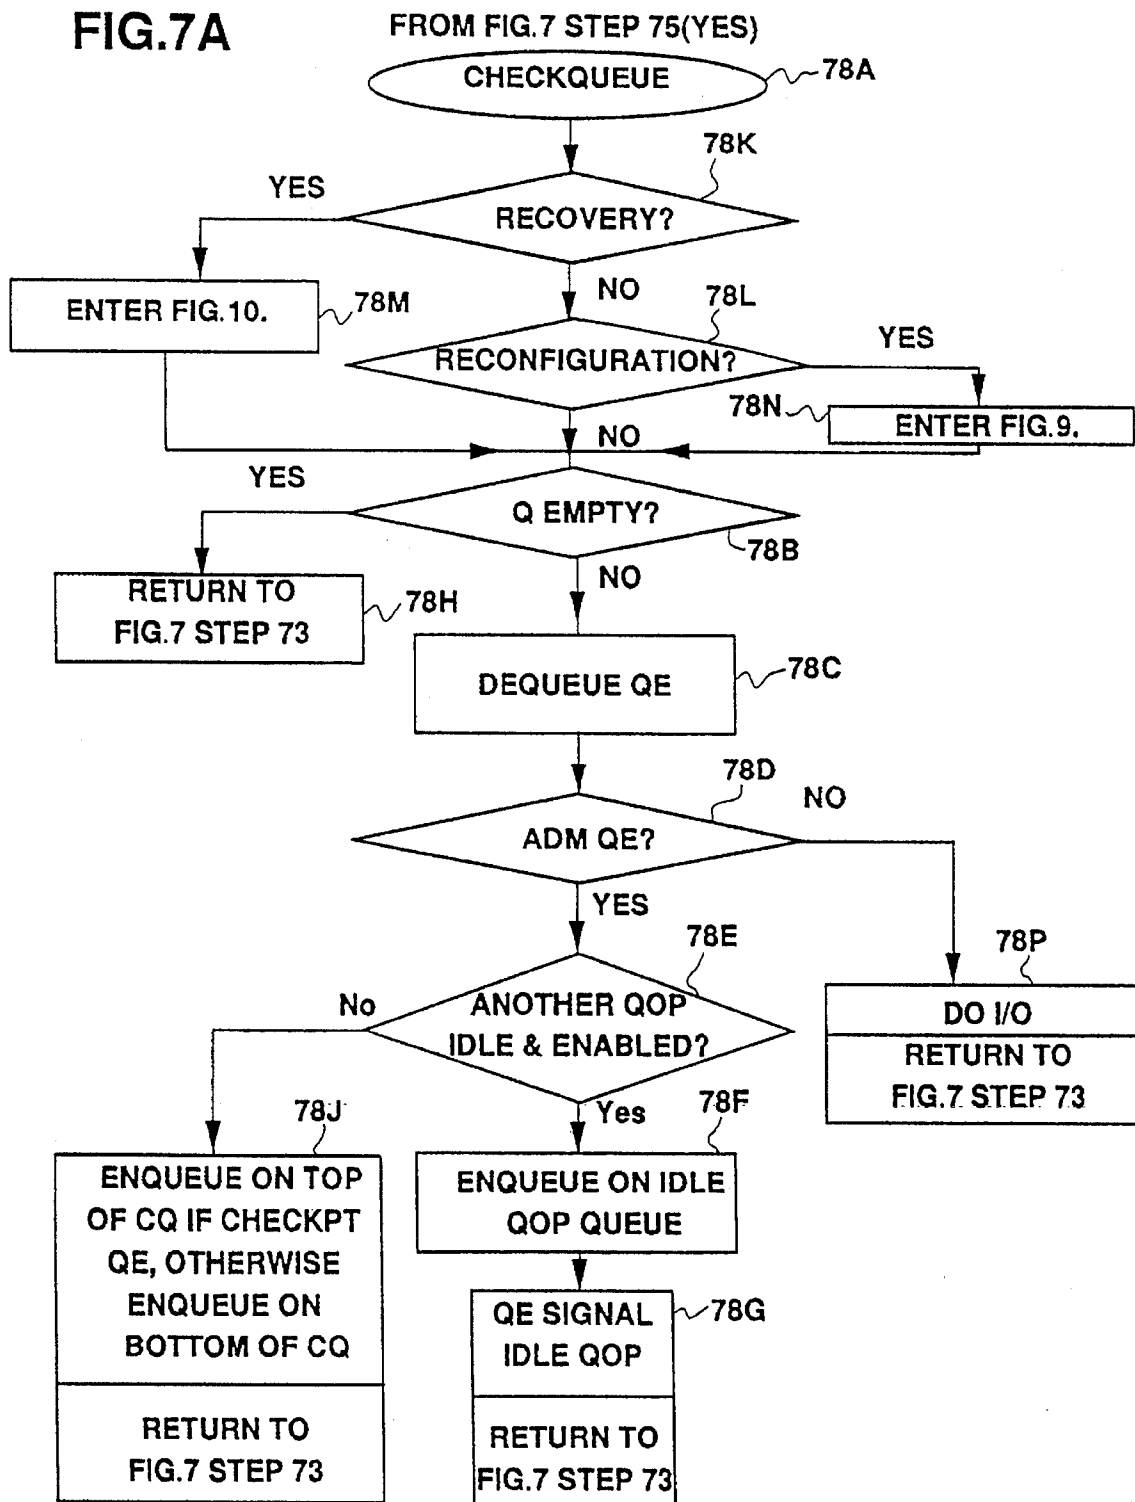 FIG.7A
FROM FIG.7 STEP 75(YES)
CHECKQUEUE
78A
78K
YES
RECOVERY?
NO
ENTER FIG.10.
78M
78L
RECONFIGURATION?
YES
78N
ENTER FIG.9.
NO
YES
Q EMPTY?
78B
NO
RETURN TO
FIG.7 STEP 73
78H
DEQUEUE QE
78C
78D
NO
ADM QE?
YES
78E
78P
No
ANOTHER QOP
IDLE & ENABLED?
DO I/O
RETURN TO
FIG.7 STEP 73
Yes
78J
78F
ENQUEUE ON TOP
OF CQ IF CHECKPT
QE, OTHERWISE
ENQUEUE ON
BOTTOM OF CQ
RETURN TO
FIG.7 STEP 73
ENQUEUE ON IDLE
QOP QUEUE
QE SIGNAL
IDLE QOP
78G
RETURN TO
FIG.7 STEP 73